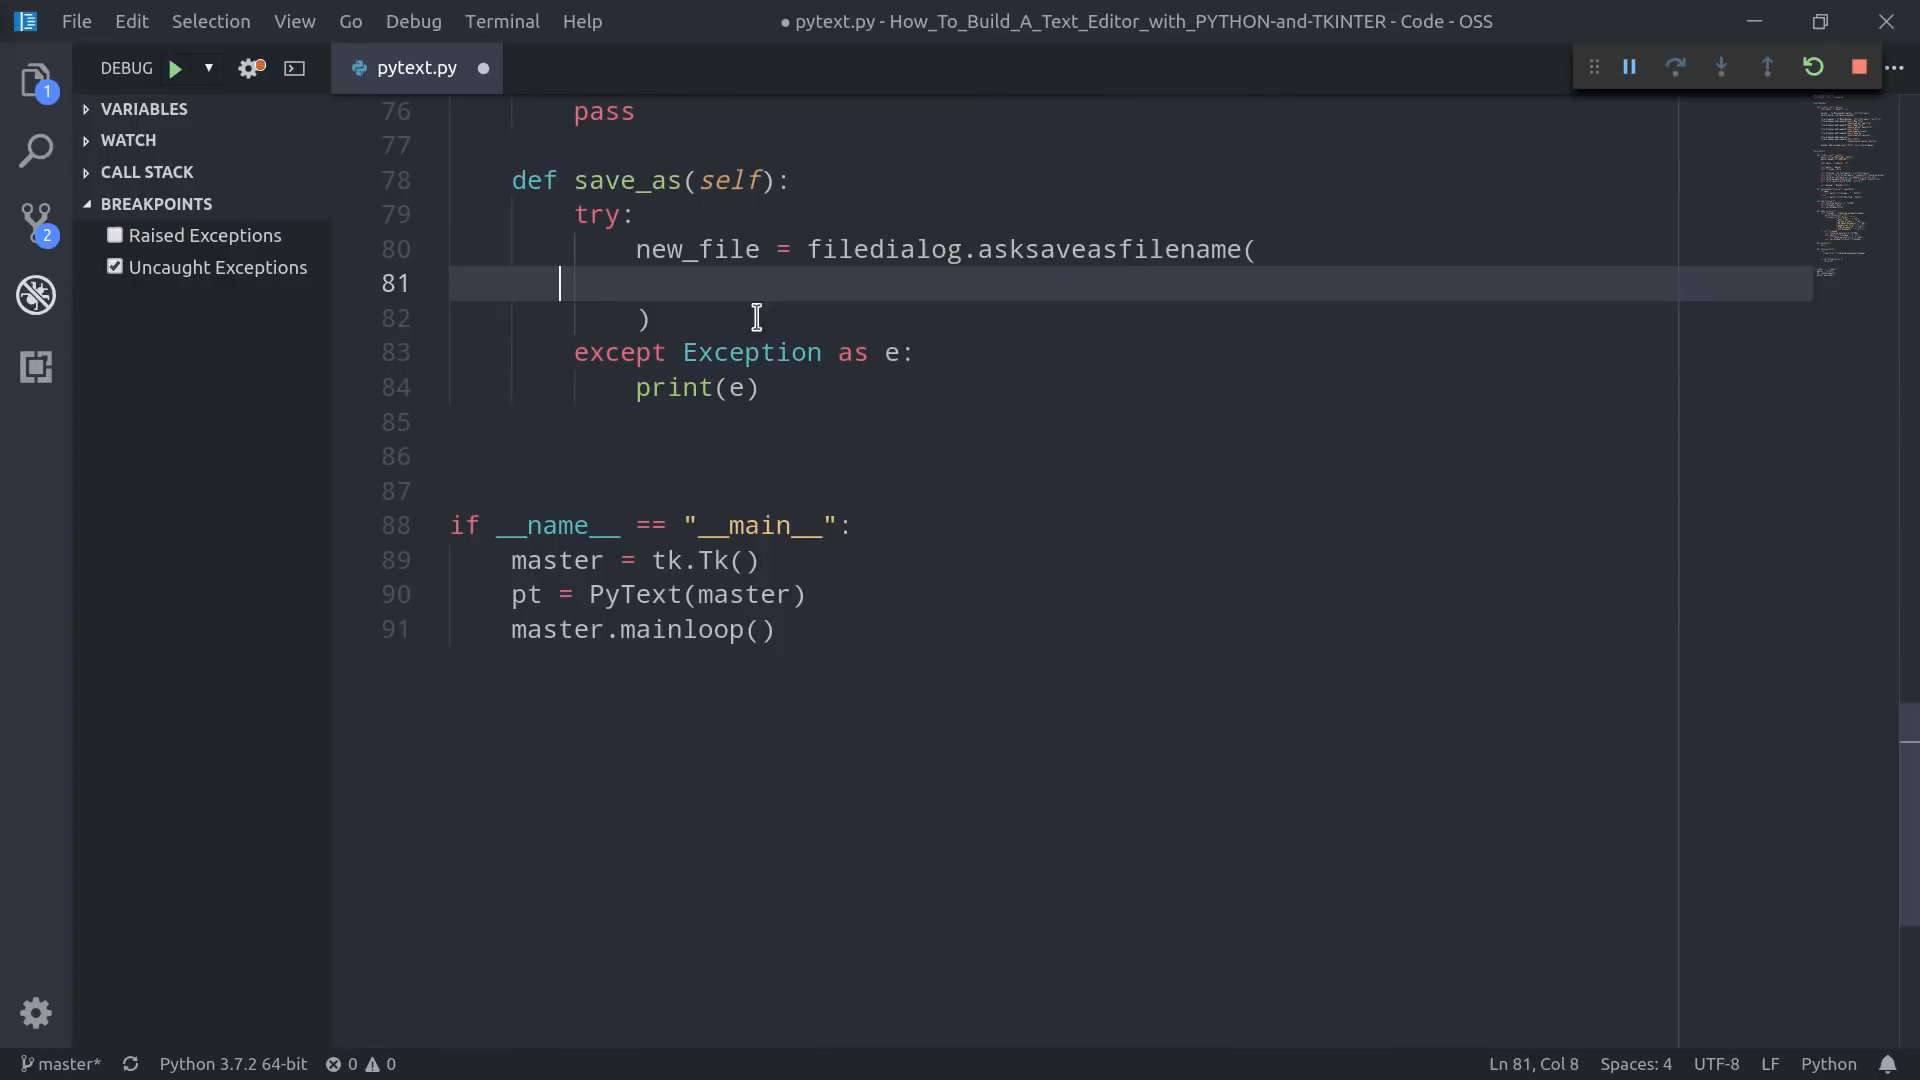 File Edit Selection View Go Debug Terminal Help
● pytext.py - How_To_Build_A_Text_Editor_with_PYTHON-and-TKINTER - Code - OSS
DEBUG
pytext.py
1
2
VARIABLES
WATCH
CALL STACK
BREAKPOINTS
Raised Exceptions
Uncaught Exceptions
76 pass
77
78 def save_as(self):
79 try:
80 new_file = filedialog.asksaveasfilename(
81
82 )
83 except Exception as e:
84 print(e)
85
86
87
88 if __name__ == "__main__":
89 master = tk.Tk()
90 pt = PyText(master)
91 master.mainloop()
master* Python 3.7.2 64-bit 0 0 Ln 81, Col 8 Spaces: 4 UTF-8 LF Python